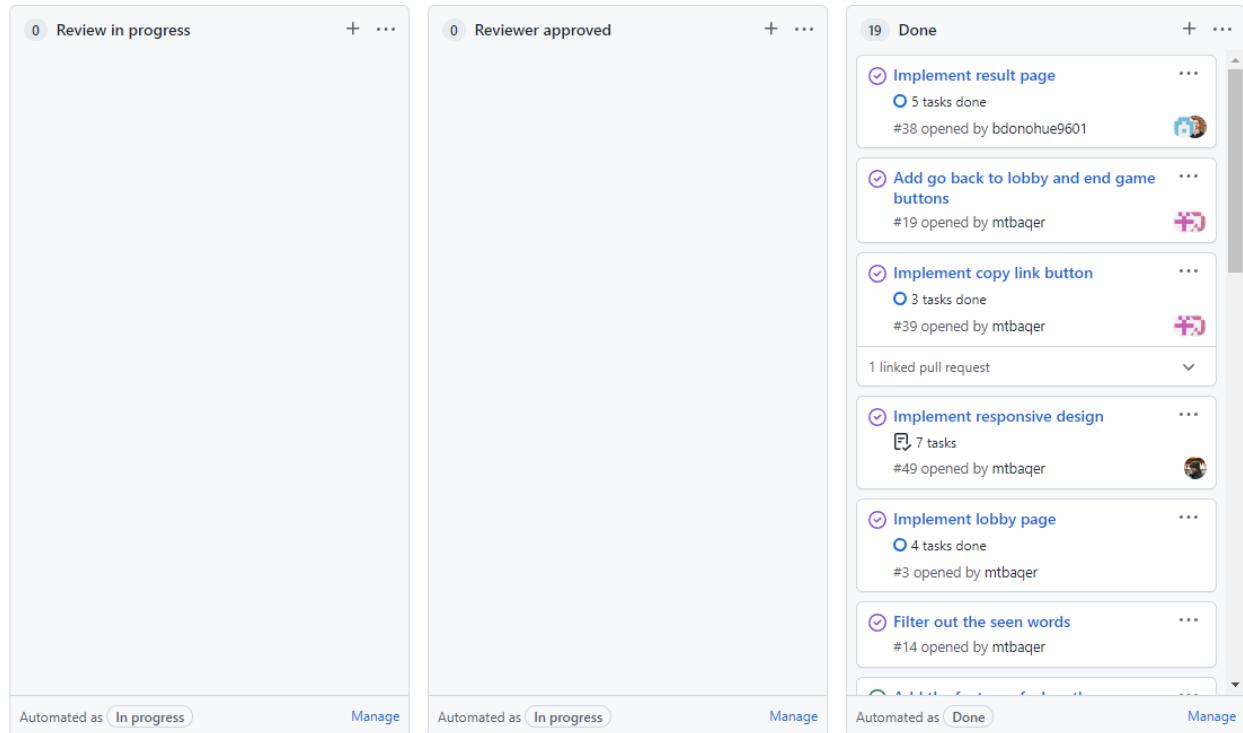 0 Review in progress
0 Reviewer approved
19 Done
Implement result page
5 tasks done
#38 opened by bdonohue9601
Add go back to lobby and end game
buttons
#19 opened by mtbaqer
Implement copy link button
3 tasks done
#39 opened by mtbaqer
1 linked pull request
Implement responsive design
7 tasks
#49 opened by mtbaqer
Implement lobby page
4 tasks done
#3 opened by mtbaqer
Filter out the seen words
#14 opened by mtbaqer
Automated as In progress Manage
Automated as In progress Manage
Automated as Done Manage